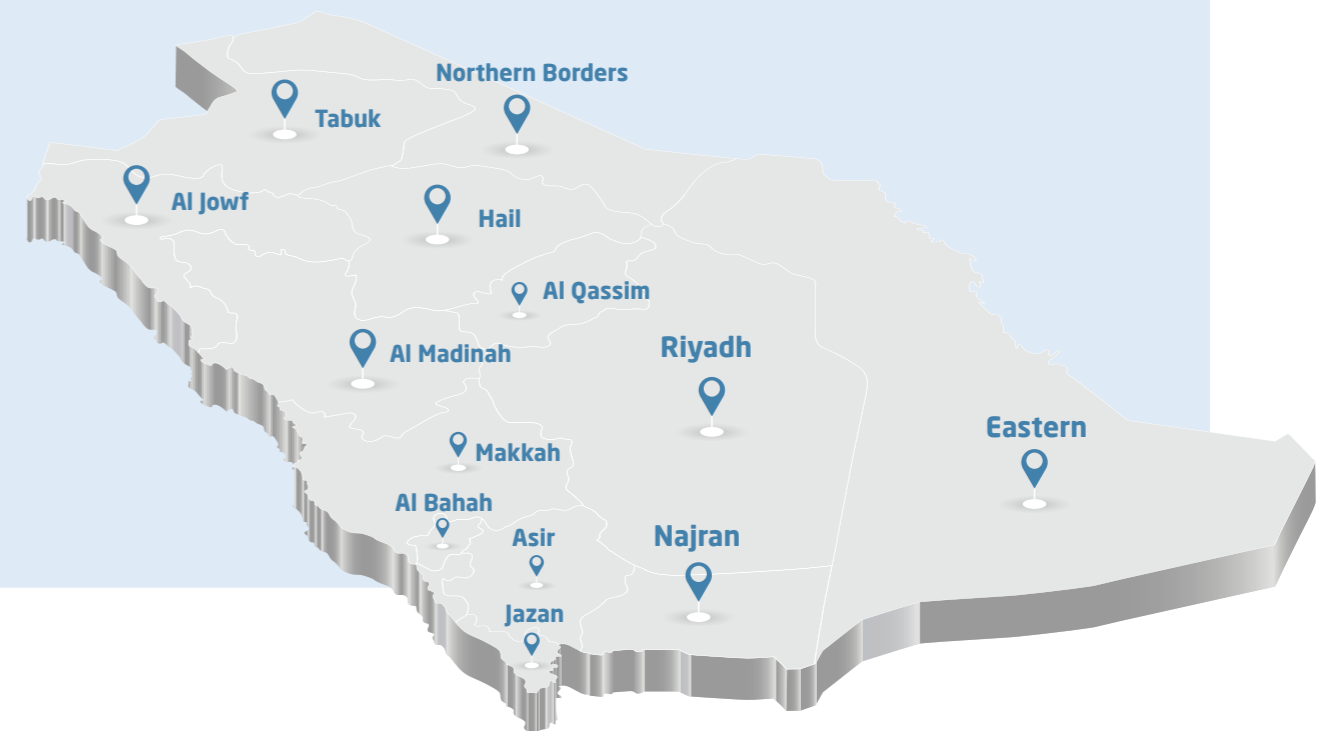 Northern Borders
Tabuk
Al Jowf
Hail
Al Qassim
Riyadh
Al Madinah
Eastern
Makkah
Al Bahah
Asir
Najran
Jazan